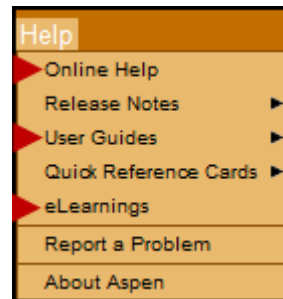 Help
Online Help
Release Notes
User Guides
Quick Reference Cards
eLearnings
Report a Problem
About Aspen